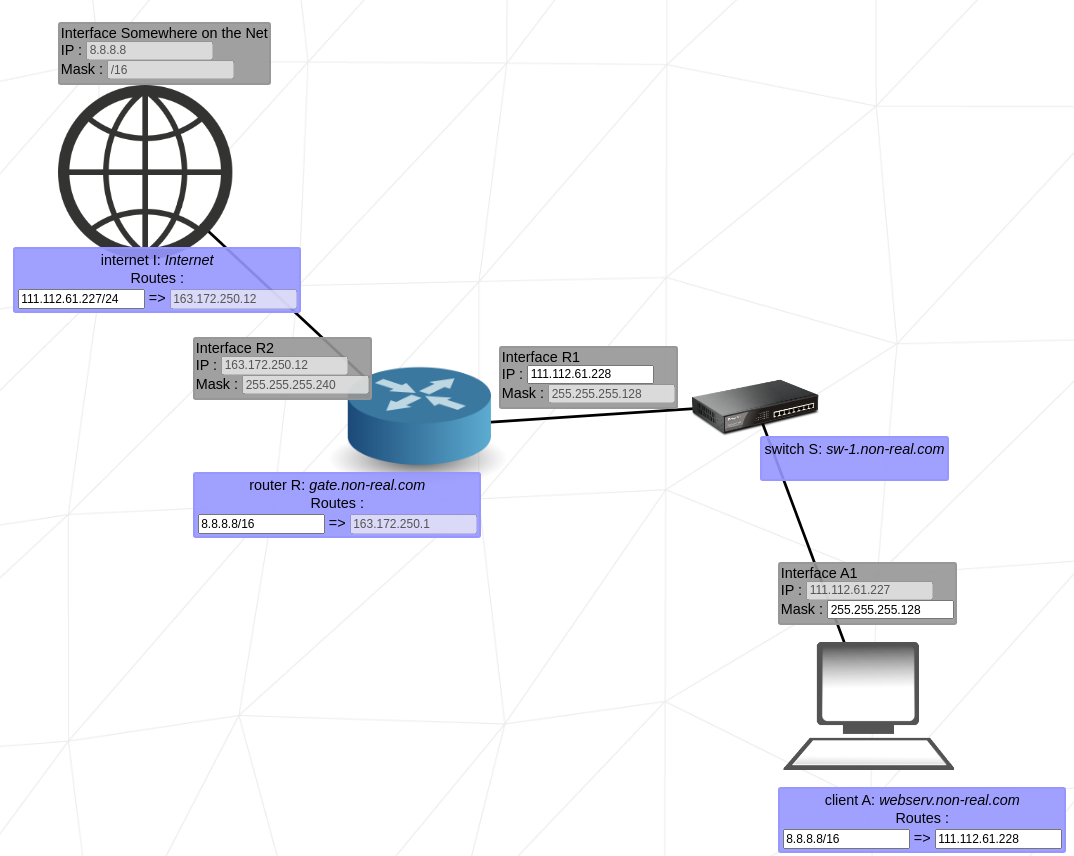 Interface Somewhere on the Net
IP : 8.8.8.8
Mask : /16
internet I: Internet
Routes :
111.112.61.227/24 => 163.172.250.12
Interface R2
IP : 163.172.250.12
Mask : 255.255.255.240
Interface R1
IP : 111.112.61.228
Mask : 255.255.255.128
switch S: sw-1.non-real.com
router R: gate.non-real.com
Routes :
8.8.8.8/16 => 163.172.250.1
Interface A1
IP : 111.112.61.227
Mask : 255.255.255.128
client A: webserv.non-real.com
Routes :
8.8.8.8/16 => 111.112.61.228